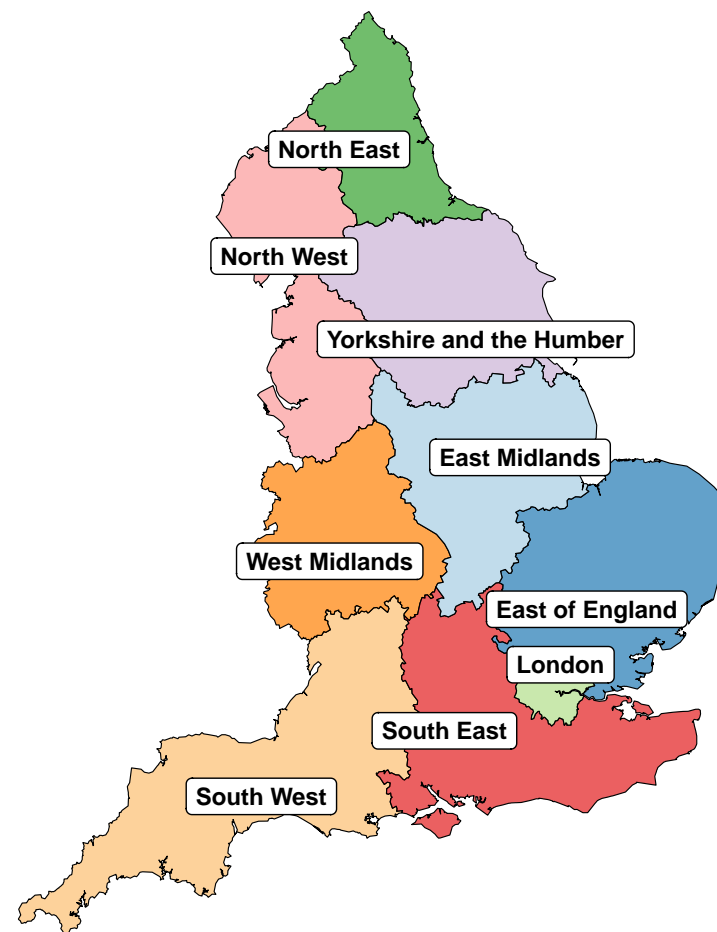 North East
North West
Yorkshire and the Humber
East Midlands
West Midlands
East of England
London
South East
South West